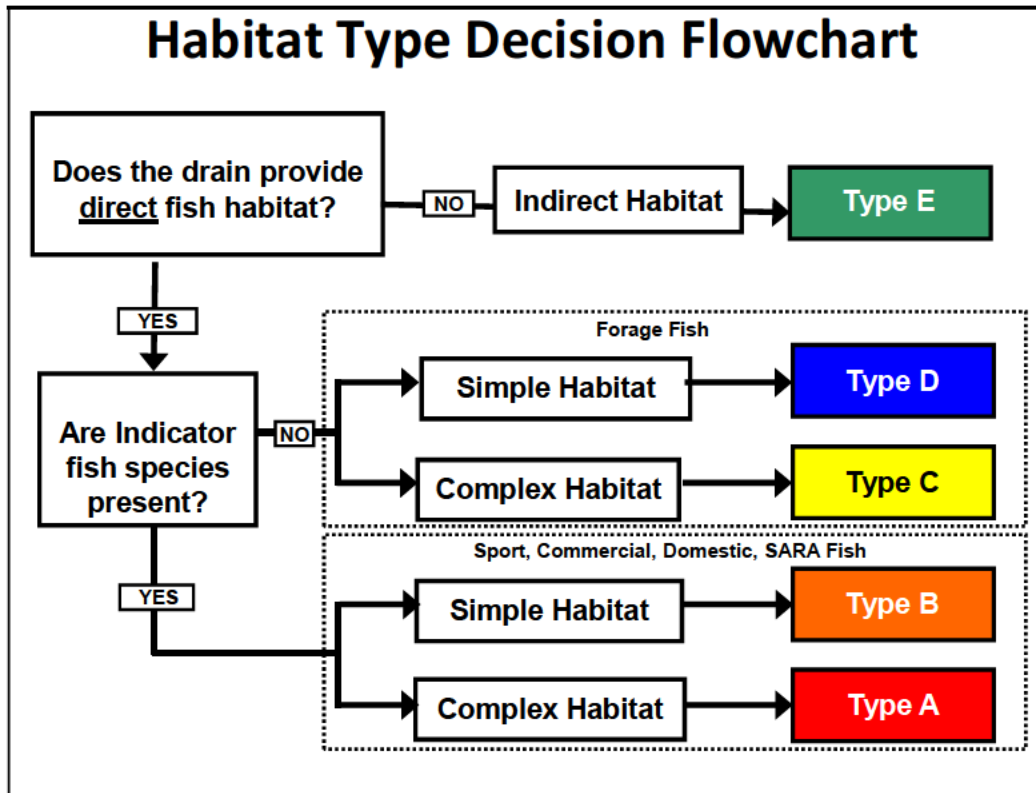 Habitat Type Decision Flowchart
Does the drain provide
direct fish habitat?
NO
Indirect Habitat
Type E
YES
Forage Fish
Simple Habitat
Type D
Are Indicator
fish species
present?
NO
Complex Habitat
Type C
Sport, Commercial, Domestic, SARA Fish
YES
Simple Habitat
Type B
Complex Habitat
Type A